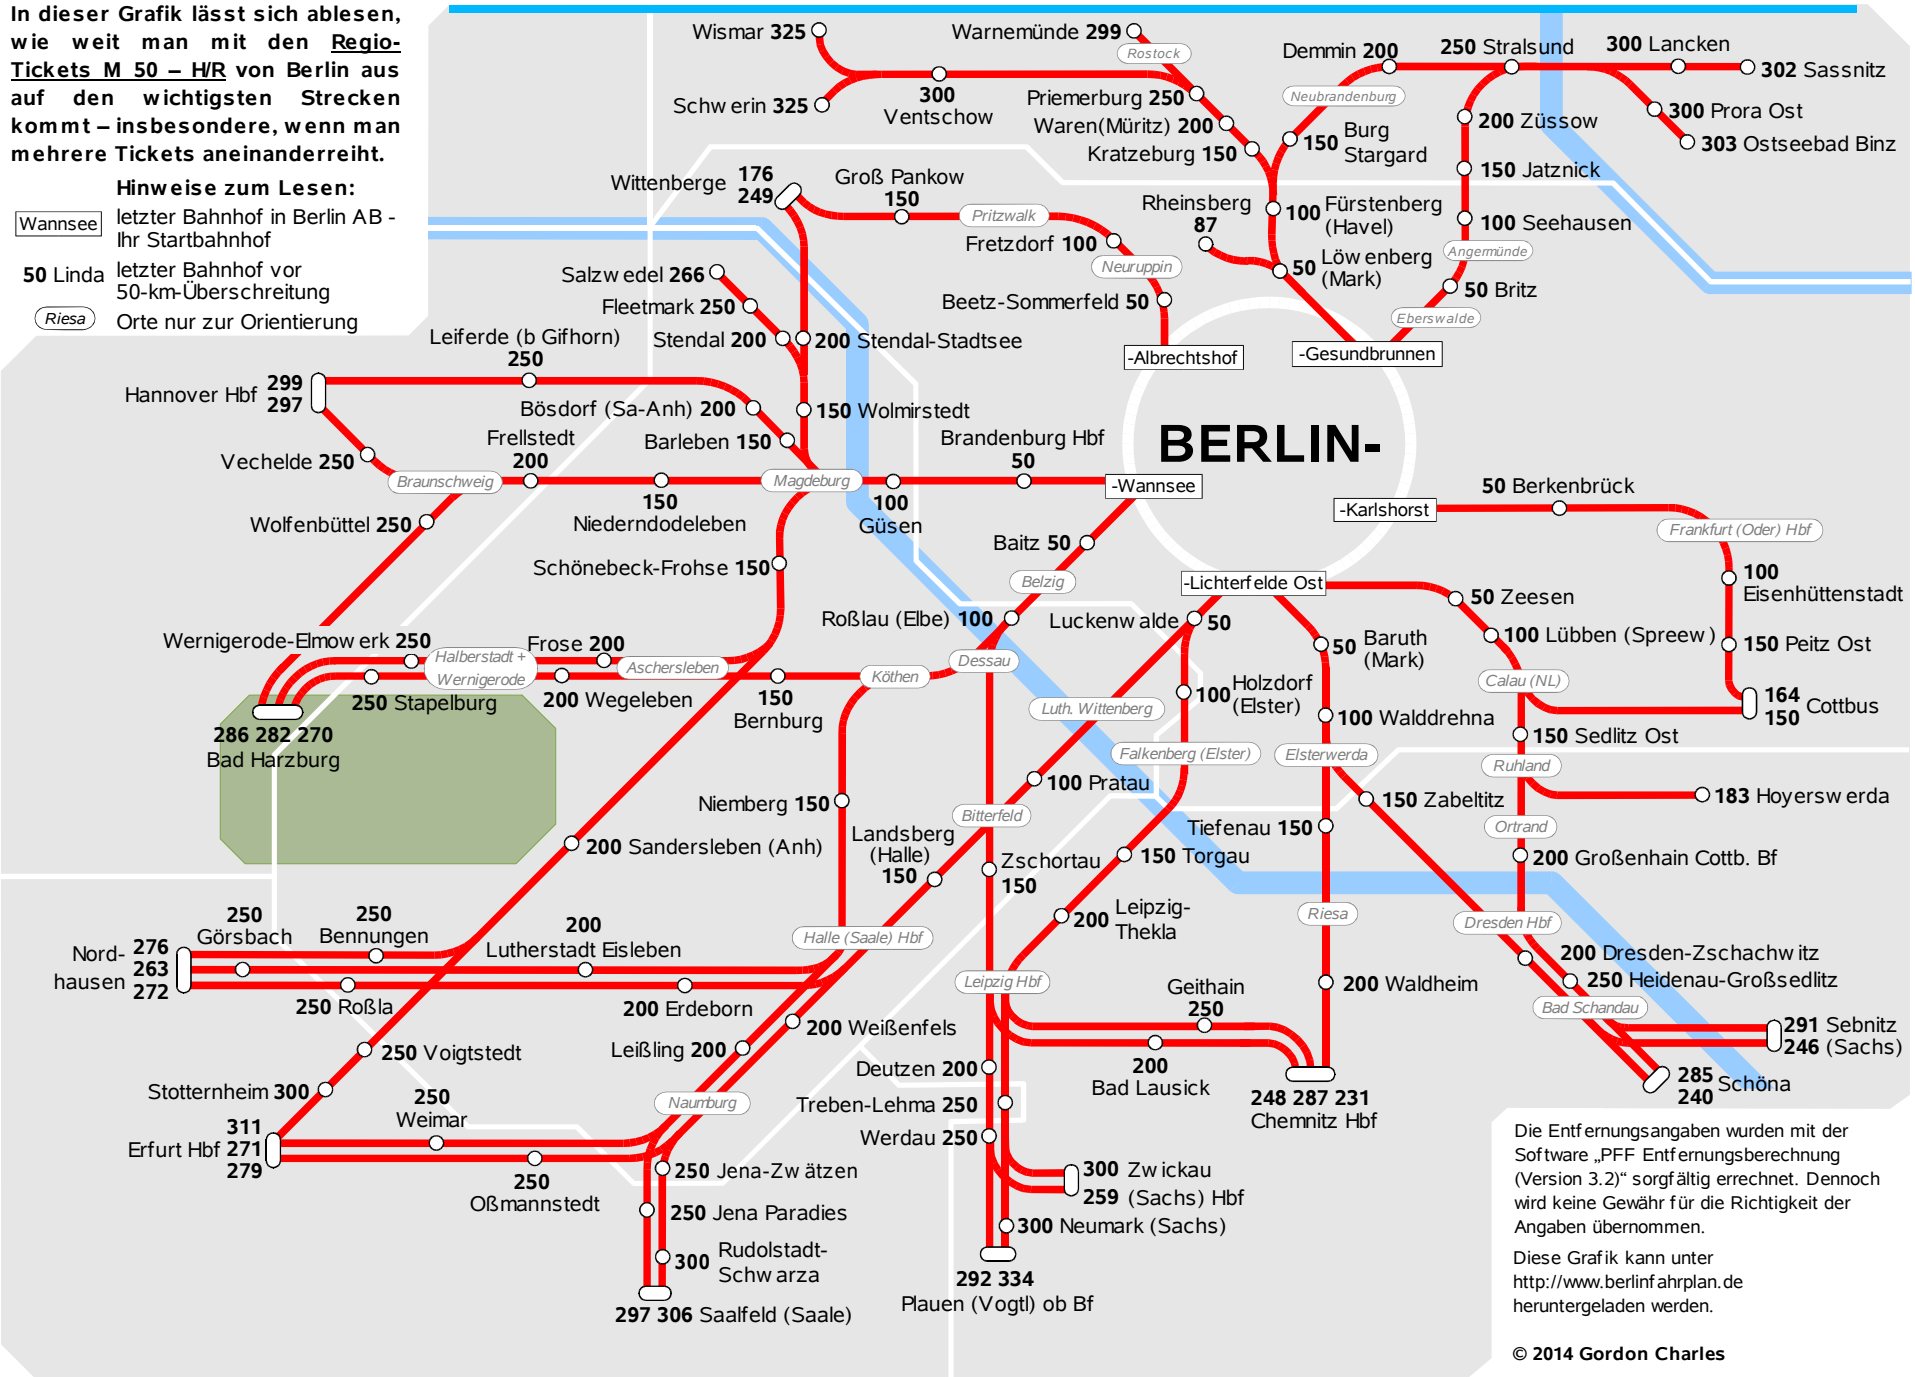 In dieser Grafik lässt sich ablesen,
wie weit man mit den Regio-
Tickets M 50 – H/R von Berlin aus
auf den wichtigsten Strecken
kommt – insbesondere, wenn man
mehrere Tickets aneinanderreiht.
Hinweise zum Lesen:
Wannsee letzter Bahnhof in Berlin AB -
Ihr Startbahnhof
50 Linda letzter Bahnhof vor
50-km-Überschreitung
Riesa Orte nur zur Orientierung
Wismar 325
Warnemünde 299
Rostock
Demmin 200
250 Stralsund
300 Lancken
302 Sassnitz
Schwerin 325
300
Ventschow
Priemerburg 250
Neubrandenburg
Waren(Müritz) 200
Kratzeburg 150
150 Burg
Stargard
200 Züssow
300 Prora Ost
303 Ostseebad Binz
150 Jatznick
Wittenberge 176
249
Groß Pankow
150
Pritzwalk
Rheinsberg
87
100 Fürstenberg
(Havel)
100 Seehausen
Fretzdorf 100
Angermünde
Neuruppin
50 Löwenberg
(Mark)
50 Britz
Salzwedel 266
Fleetmark 250
Beetz-Sommerfeld 50
Eberswalde
Leiferde (b Gifhorn)
250
Stendal 200
200 Stendal-Stadtsee
-Albrechtshof
-Gesundbrunnen
Hannover Hbf 299
297
Bösdorf (Sa-Anh) 200
150 Wolmirstedt
Barleben 150
Frellstedt
200
Brandenburg Hbf
50
BERLIN-
Vechelde 250
Braunschweig
Magdeburg
-Wannsee
50 Berkenbrück
150
Niederndodeleben
100
Güsen
-Karlshorst
Wolfenbüttel 250
Frankfurt (Oder) Hbf
Baitz 50
Schönebeck-Frohse 150
Belzig
-Lichterfelde Ost
100
Eisenhüttenstadt
50 Zeesen
Roßlau (Elbe) 100
Luckenwalde 50
100 Lübben (Spreew)
Wernigerode-Elmowerk 250
Frose 200
50 Baruth
(Mark)
150 Peitz Ost
Halberstadt +
Wernigerode
Aschersleben
Köthen
Dessau
Calau (NL)
250 Stapelburg
200 Wegeleben
150
Bernburg
Luth. Wittenberg
100 Holzdorf
(Elster)
100 Walddrehna
164
150 Cottbus
286 282 270
Bad Harzburg
150 Sedlitz Ost
Falkenberg (Elster)
Elsterwerda
Ruhland
100 Pratau
Niemberg 150
150 Zabeltitz
183 Hoyerswerda
Bitterfeld
Tiefenau 150
Ortrand
200 Sandersleben (Anh)
Landsberg
(Halle)
150
Zschortau
150
150 Torgau
200 Großenhain Cottb. Bf
250
Görsbach
250
Bennungen
200
Lutherstadt Eisleben
Halle (Saale) Hbf
200 Leipzig-
Thekla
Riesa
Dresden Hbf
Nord-
hausen 276
263
272
200 Dresden-Zschachwitz
250 Heidenau-Großsedlitz
250 Roßla
200 Erdeborn
Leipzig Hbf
Geithain
250
200 Waldheim
Bad Schandau
200 Weißenfels
291 Sebnitz
246 (Sachs)
250 Voigtstedt
Leißling 200
Deutzen 200
200
Bad Lausick
285
240 Schöna
Stotternheim 300
250
Weimar
Naumburg
Treben-Lehma 250
248 287 231
Chemnitz Hbf
Werdau 250
Erfurt Hbf 311
271
279
250
Oßmannstedt
250 Jena-Zwätzen
300 Zwickau
259 (Sachs) Hbf
250 Jena Paradies
300 Neumark (Sachs)
300 Rudolstadt-
Schwarza
292 334
Plauen (Vogtl) ob Bf
297 306 Saalfeld (Saale)
Die Entfernungsangaben wurden mit der
Software „PFF Entfernungsberechnung
(Version 3.2)“ sorgfältig errechnet. Dennoch
wird keine Gewähr für die Richtigkeit der
Angaben übernommen.
Diese Grafik kann unter
http://www.berlinfahrplan.de
heruntergeladen werden.
© 2014 Gordon Charles